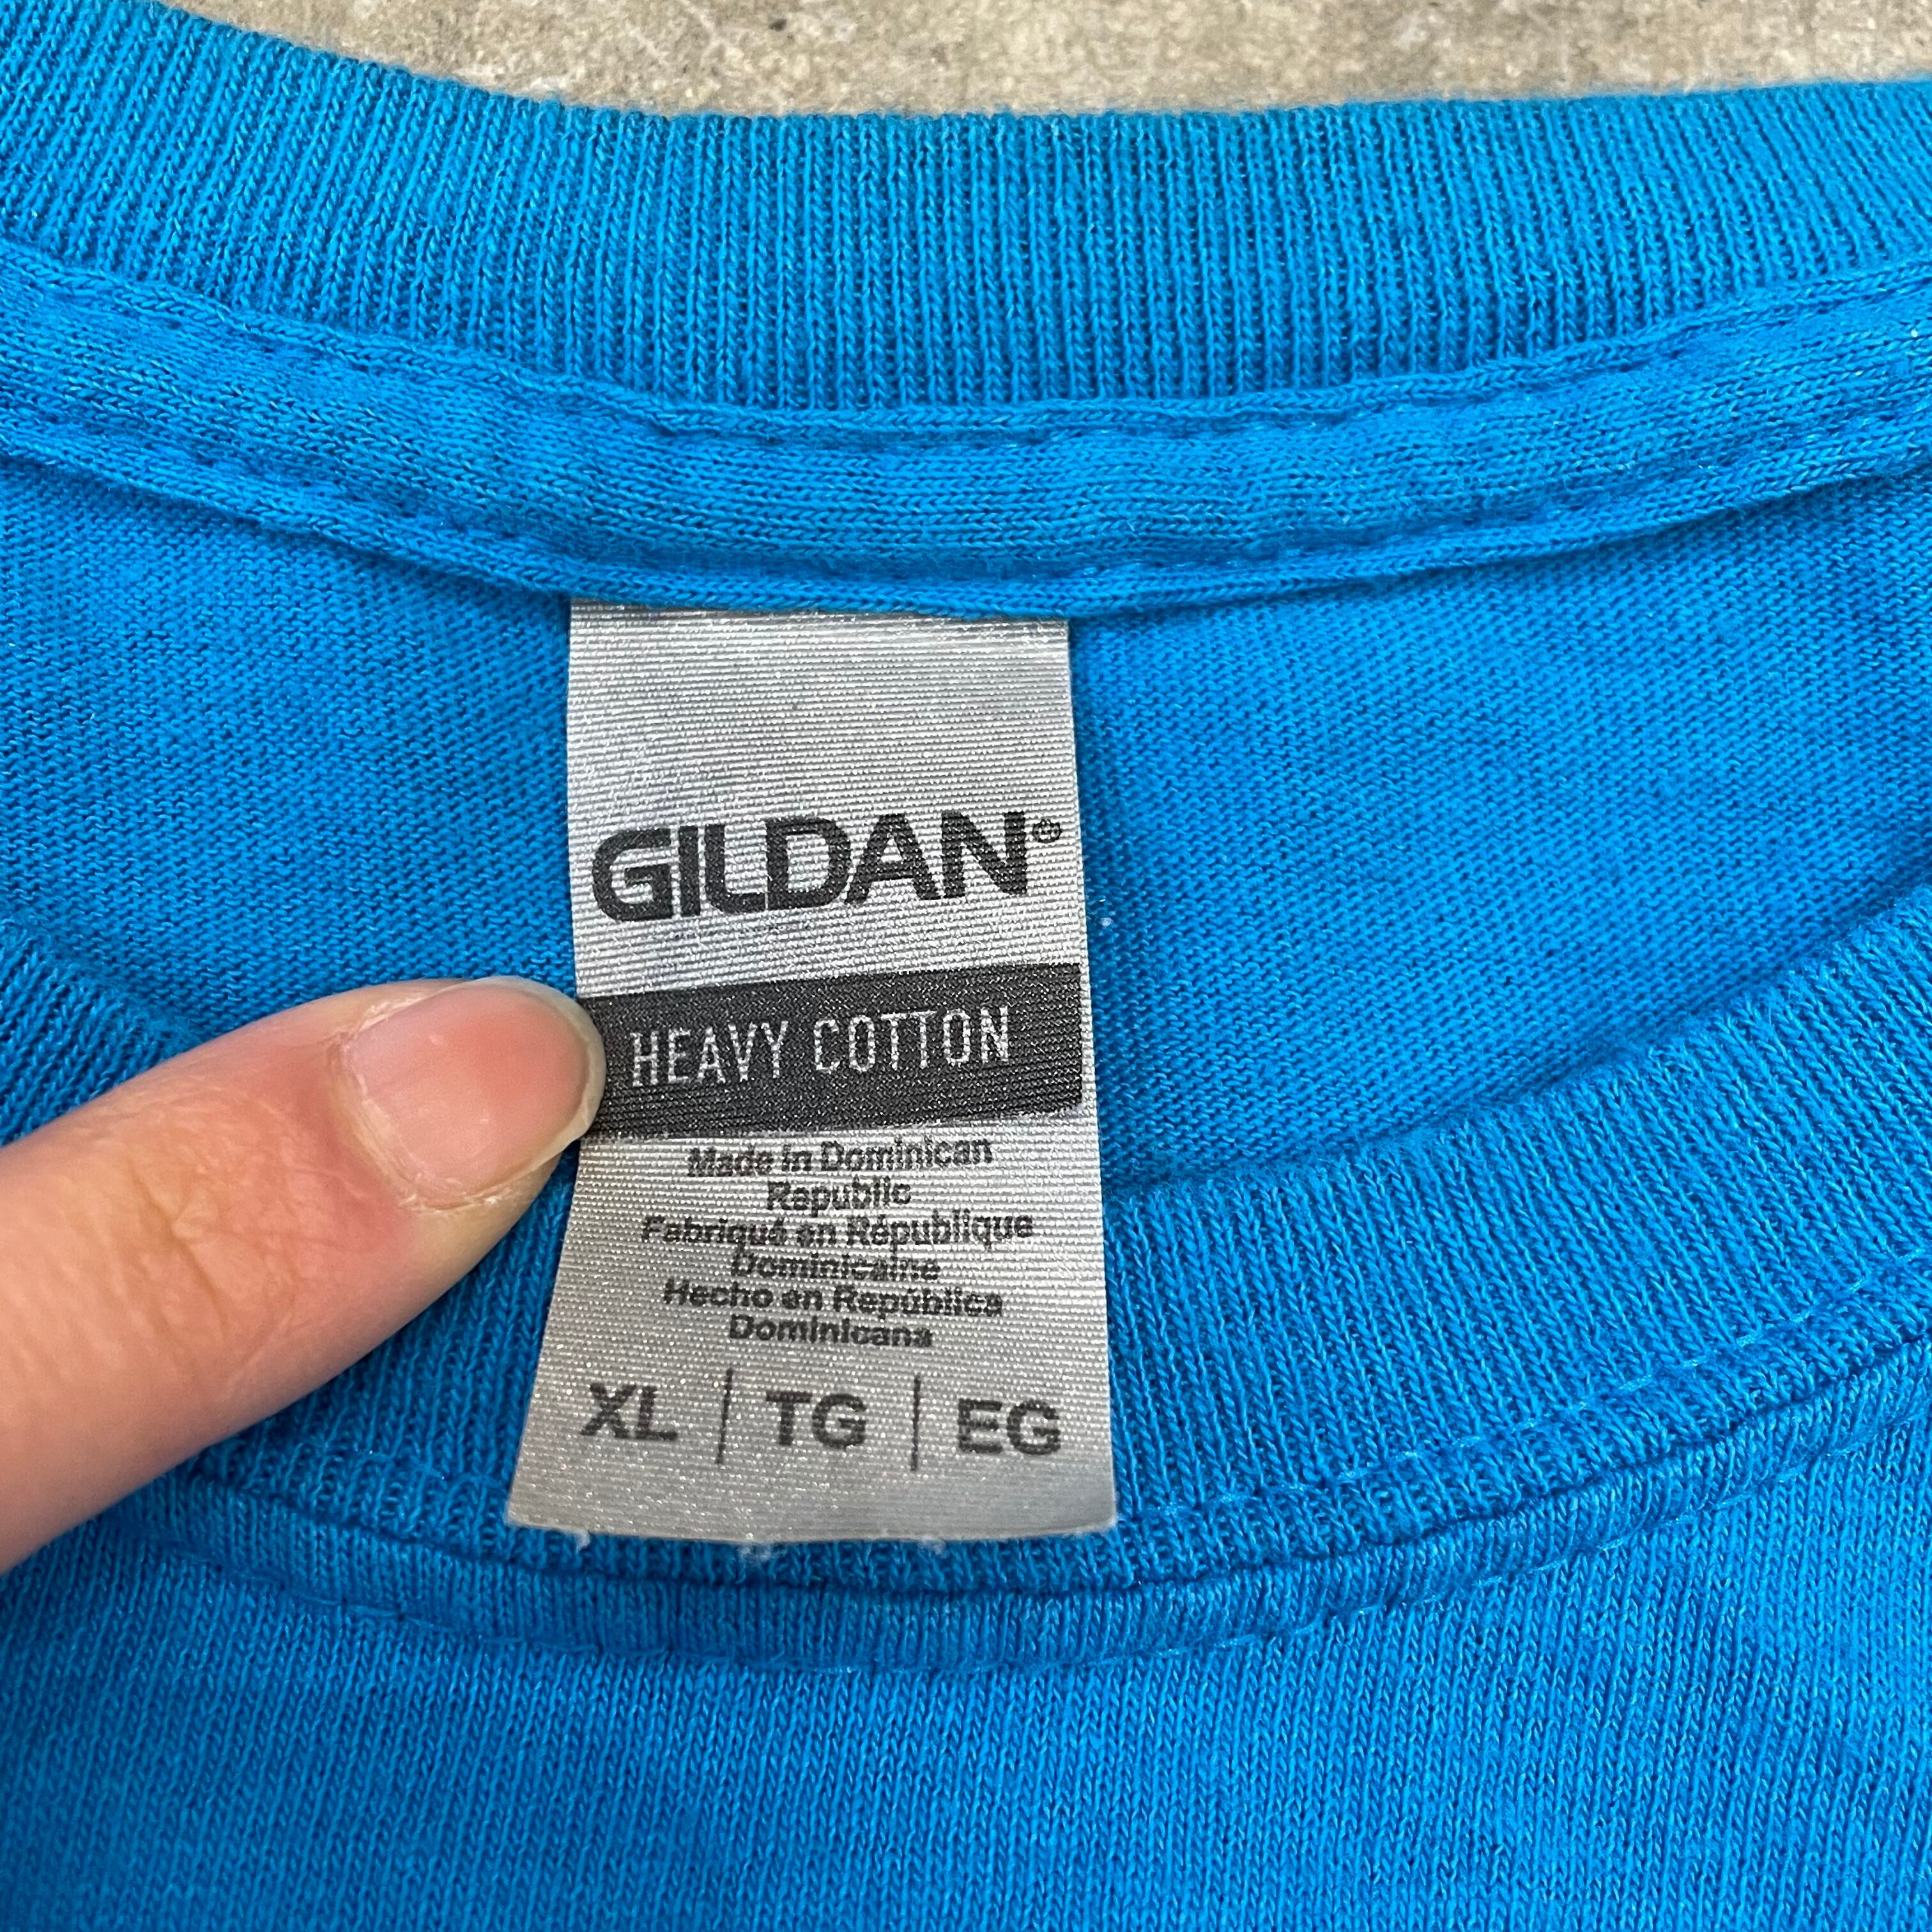 GILDAN®
HEAVY COTTON
Made in Dominican
Republic
Fabriqué en République
Dominicaine
Hecho en República
Dominicana
XL | TG | EG